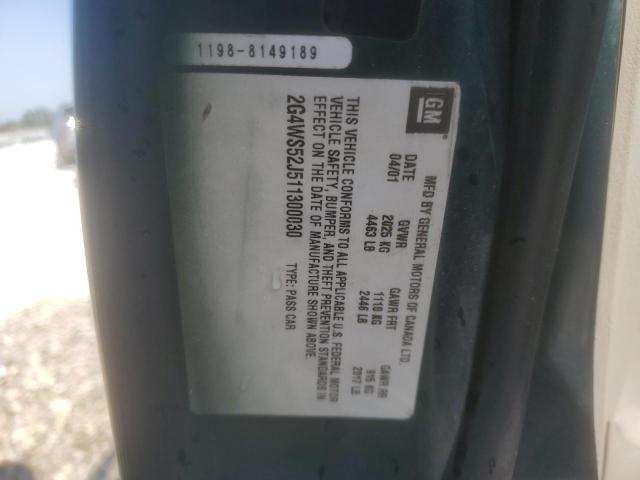 1198-8149189
GM
MFD BY GENERAL MOTORS OF CANADA LTD.
DATE GVWR GAWR FRT GAWR RR
04/01 2025 KG 1110 KG 915 KG
4463 LB 2446 LB 2017 LB
THIS VEHICLE CONFORMS TO ALL APPLICABLE U.S. FEDERAL MOTOR
VEHICLE SAFETY, BUMPER, AND THEFT PREVENTION STANDARDS IN
EFFECT ON THE DATE OF MANUFACTURE SHOWN ABOVE.
2G4WS52J511300030 TYPE: PASS CAR